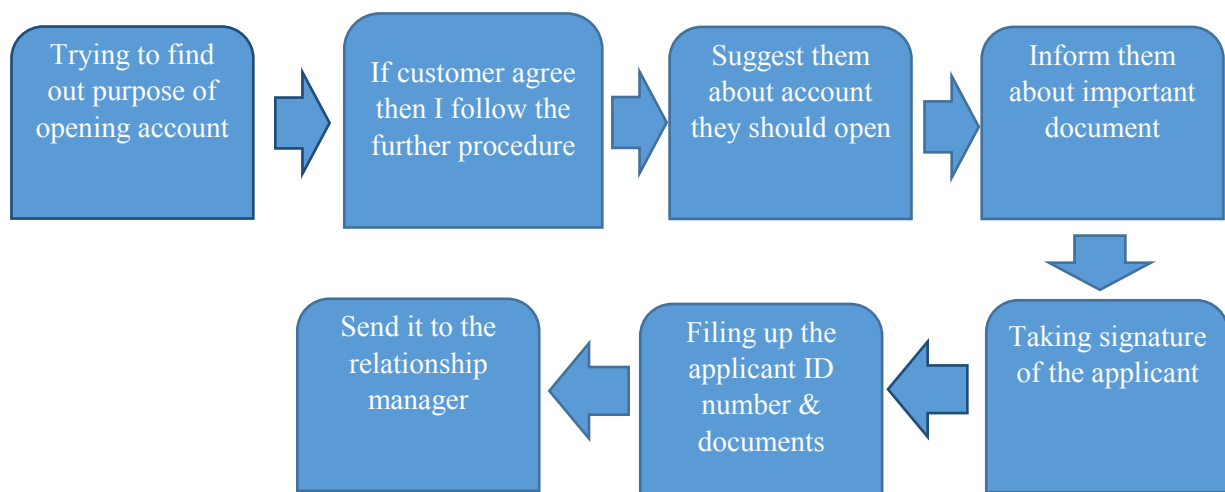 Trying to find
out purpose of
opening account
If customer agree
then I follow the
further procedure
Suggest them
about account
they should open
Inform them
about important
document
Taking signature
of the applicant
Filing up the
applicant ID
number &
documents
Send it to the
relationship
manager